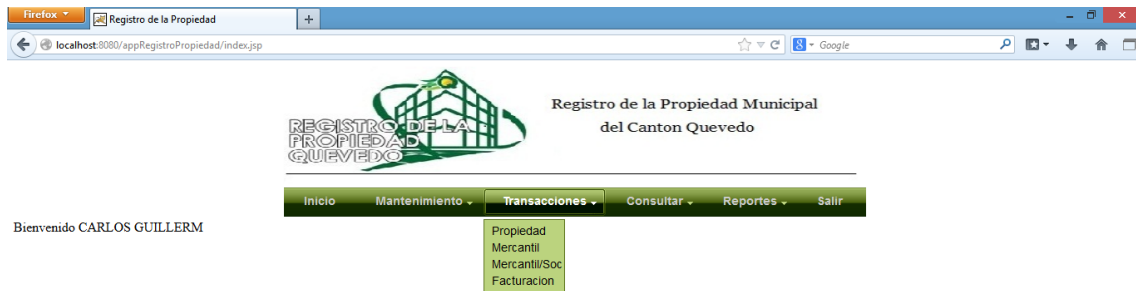 Firefox
Registro de la Propiedad
localhost:8080/appRegistroPropiedad/index.jsp
Google
REGISTRO DE LA
PROPIEDAD
QUEVEDO
Registro de la Propiedad Municipal
del Canton Quevedo
Inicio Mantenimiento Transacciones Consultar Reportes Salir
Bienvenido CARLOS GUILLERM
Propiedad
Mercantil
Mercantil/Soc
Facturacion